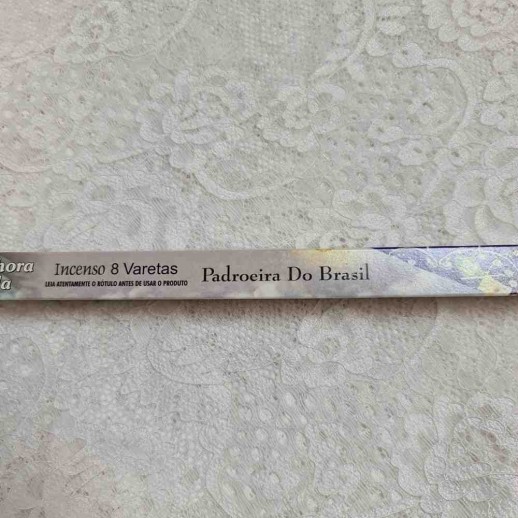 Incenso 8 Varetas
LEIA ATENTAMENTE O RÓTULO ANTES DE USAR O PRODUTO
Padroeira Do Brasil